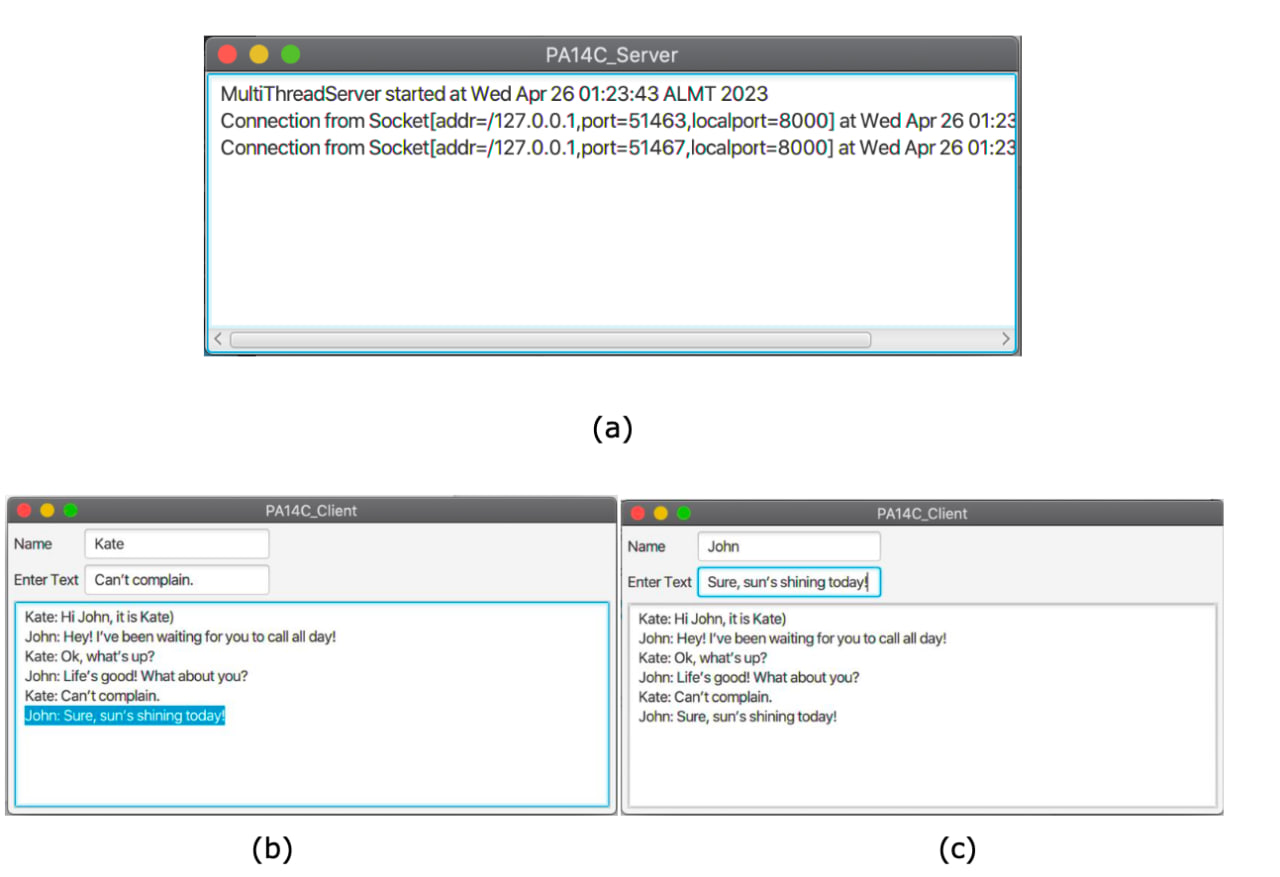 PA14C_Server
MultiThreadServer started at Wed Apr 26 01:23:43 ALMT 2023
Connection from Socket[addr=/127.0.0.1,port=51463,localport=8000] at Wed Apr 26 01:23
Connection from Socket[addr=/127.0.0.1,port=51467,localport=8000] at Wed Apr 26 01:23
(a)
PA14C_Client
Name Kate
Enter Text Can't complain.
Kate: Hi John, it is Kate)
John: Hey! I've been waiting for you to call all day!
Kate: Ok, what's up?
John: Life's good! What about you?
Kate: Can't complain.
John: Sure, sun's shining today!
(b)
PA14C_Client
Name John
Enter Text Sure, sun's shining today!
Kate: Hi John, it is Kate)
John: Hey! I've been waiting for you to call all day!
Kate: Ok, what's up?
John: Life's good! What about you?
Kate: Can't complain.
John: Sure, sun's shining today!
(c)